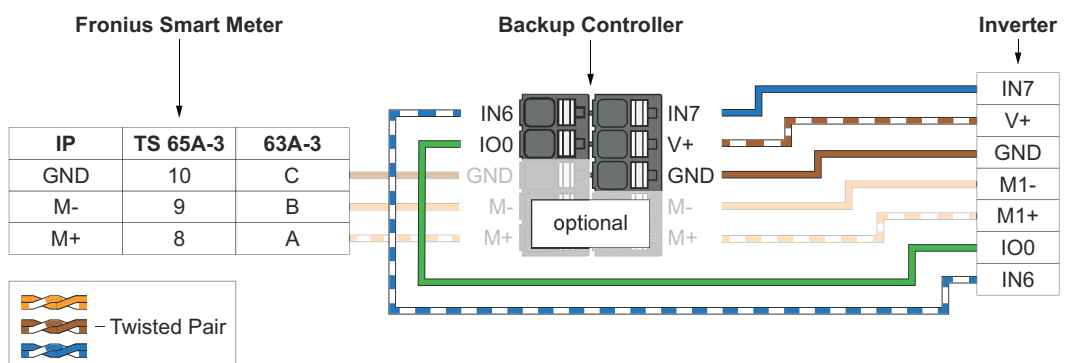 Fronius Smart Meter
Backup Controller
Inverter
IP TS 65A-3 63A-3
GND 10 C
M- 9 B
M+ 8 A
IN6
IO0
GND
M-
M+
optional
IN7
V+
GND
M-
M+
IN7
V+
GND
M1-
M1+
IO0
IN6
– Twisted Pair